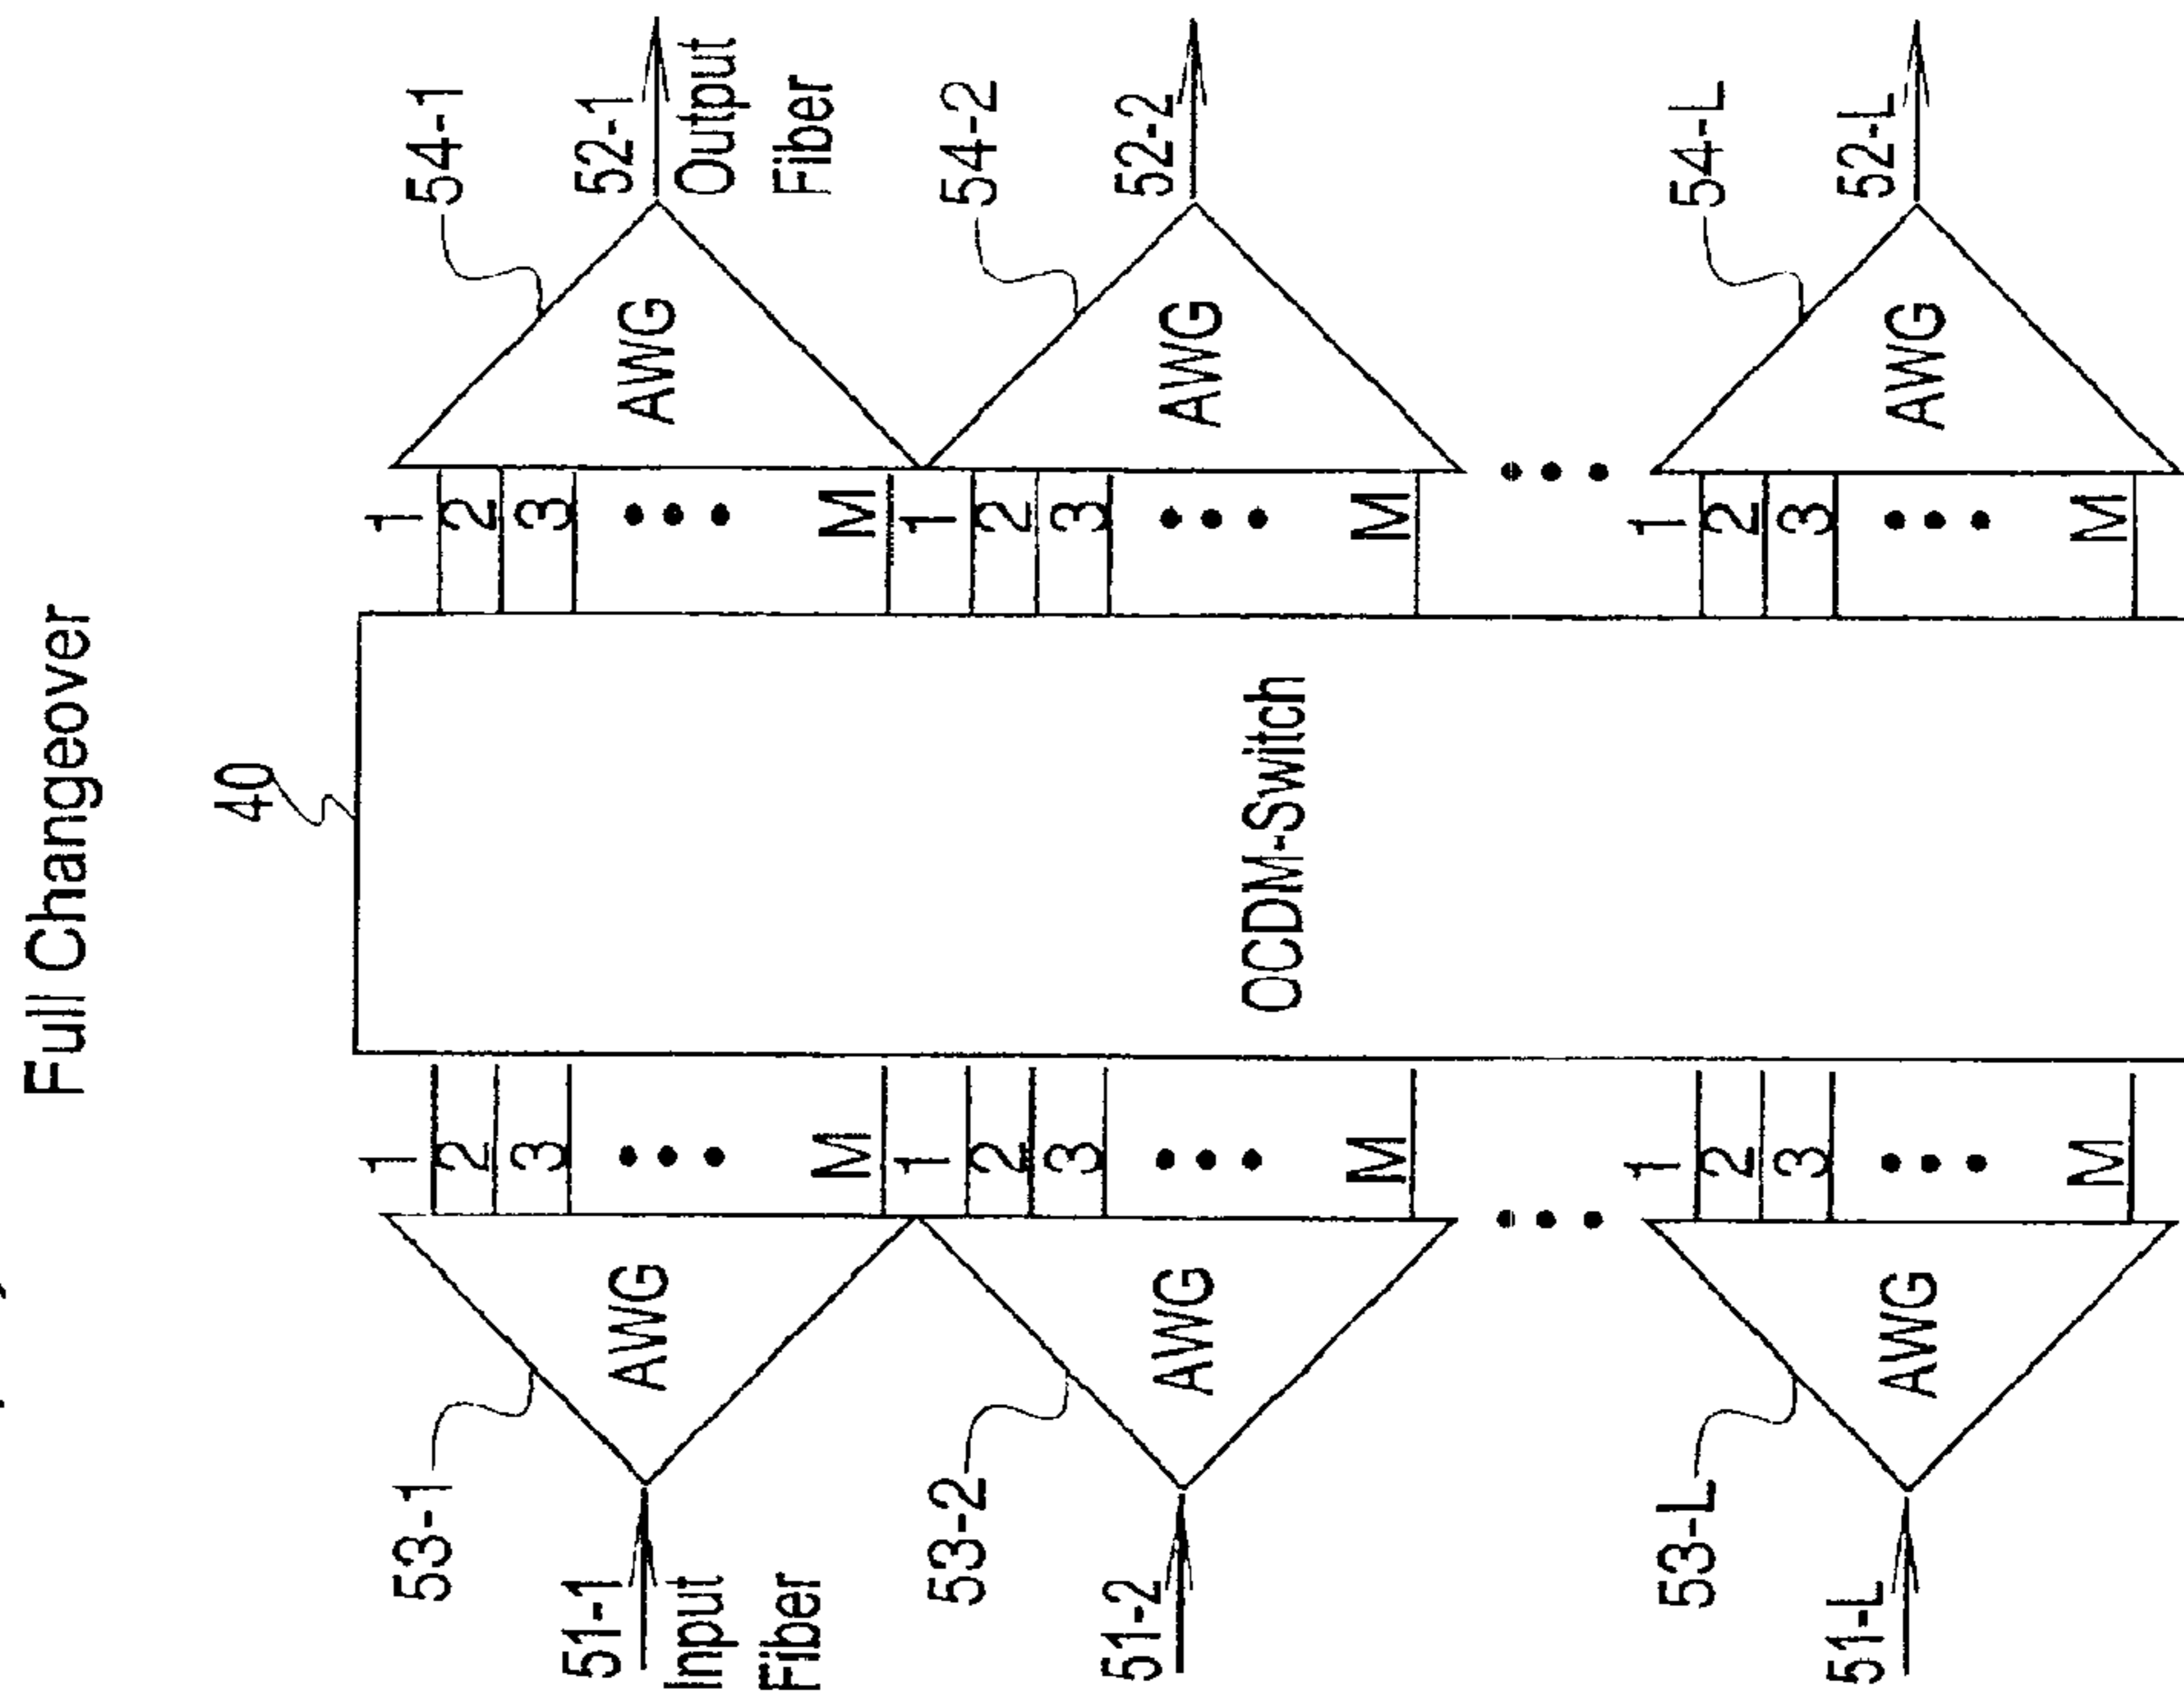 Full Changeover
40
54-1
52-1
Output
Fiber
54-2
52-2
54-L
52-L
AWG
AWG
AWG
1
2
3
M
1
2
3
M
1
2
3
M
OCDM-Switch
1
2
3
M
1
2
3
M
1
2
3
M
AWG
AWG
AWG
53-1
51-1
Input
Fiber
53-2
51-2
53-L
51-L